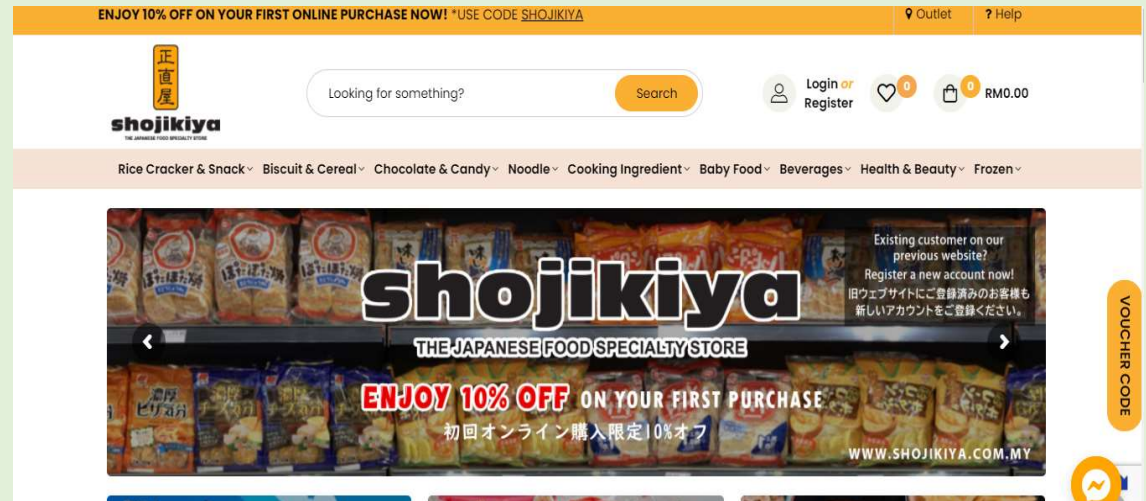 ENJOY 10% OFF ON YOUR FIRST ONLINE PURCHASE NOW! *USE CODE SHOJIKIYA
Outlet
? Help
正直屋
shojikiya
THE JAPANESE FOOD SPECIALTY STORE
Looking for something?
Search
Login or
Register
0
0
RM0.00
Rice Cracker & Snack Biscuit & Cereal Chocolate & Candy Noodle Cooking Ingredient Baby Food Beverages Health & Beauty Frozen
Existing customer on our
previous website?
Register a new account now!
旧ウェブサイトにご登録済みのお客様も
新しいアカウントをご登録ください。
shojikiya
THE JAPANESE FOOD SPECIALTY STORE
ENJOY 10% OFF ON YOUR FIRST PURCHASE
初回オンライン購入限定10%オフ
WWW.SHOJIKIYA.COM.MY
VOUCHER CODE